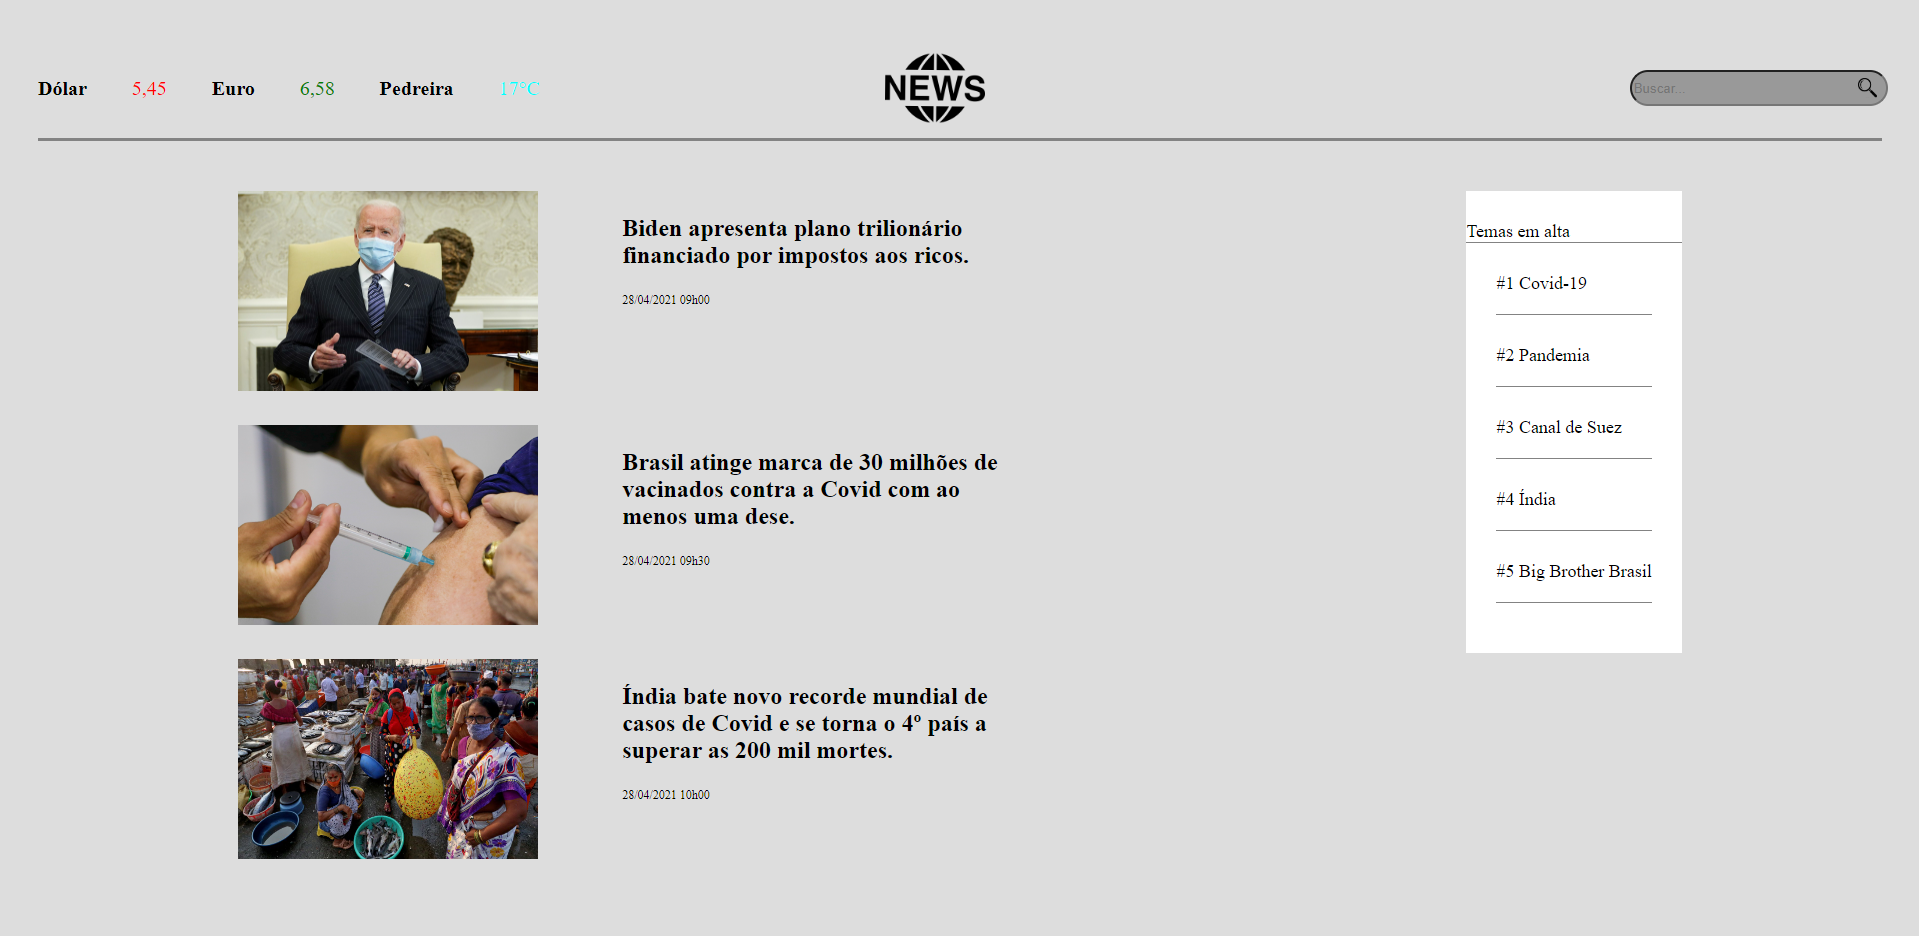 Dólar 5,45 Euro 6,58 Pedreira 17°C
NEWS
Buscar...
Biden apresenta plano trilionário
financiado por impostos aos ricos.
28/04/2021 09h00
Brasil atinge marca de 30 milhões de
vacinados contra a Covid com ao
menos uma dese.
28/04/2021 09h30
Índia bate novo recorde mundial de
casos de Covid e se torna o 4º país a
superar as 200 mil mortes.
28/04/2021 10h00
Temas em alta
#1 Covid-19
#2 Pandemia
#3 Canal de Suez
#4 Índia
#5 Big Brother Brasil